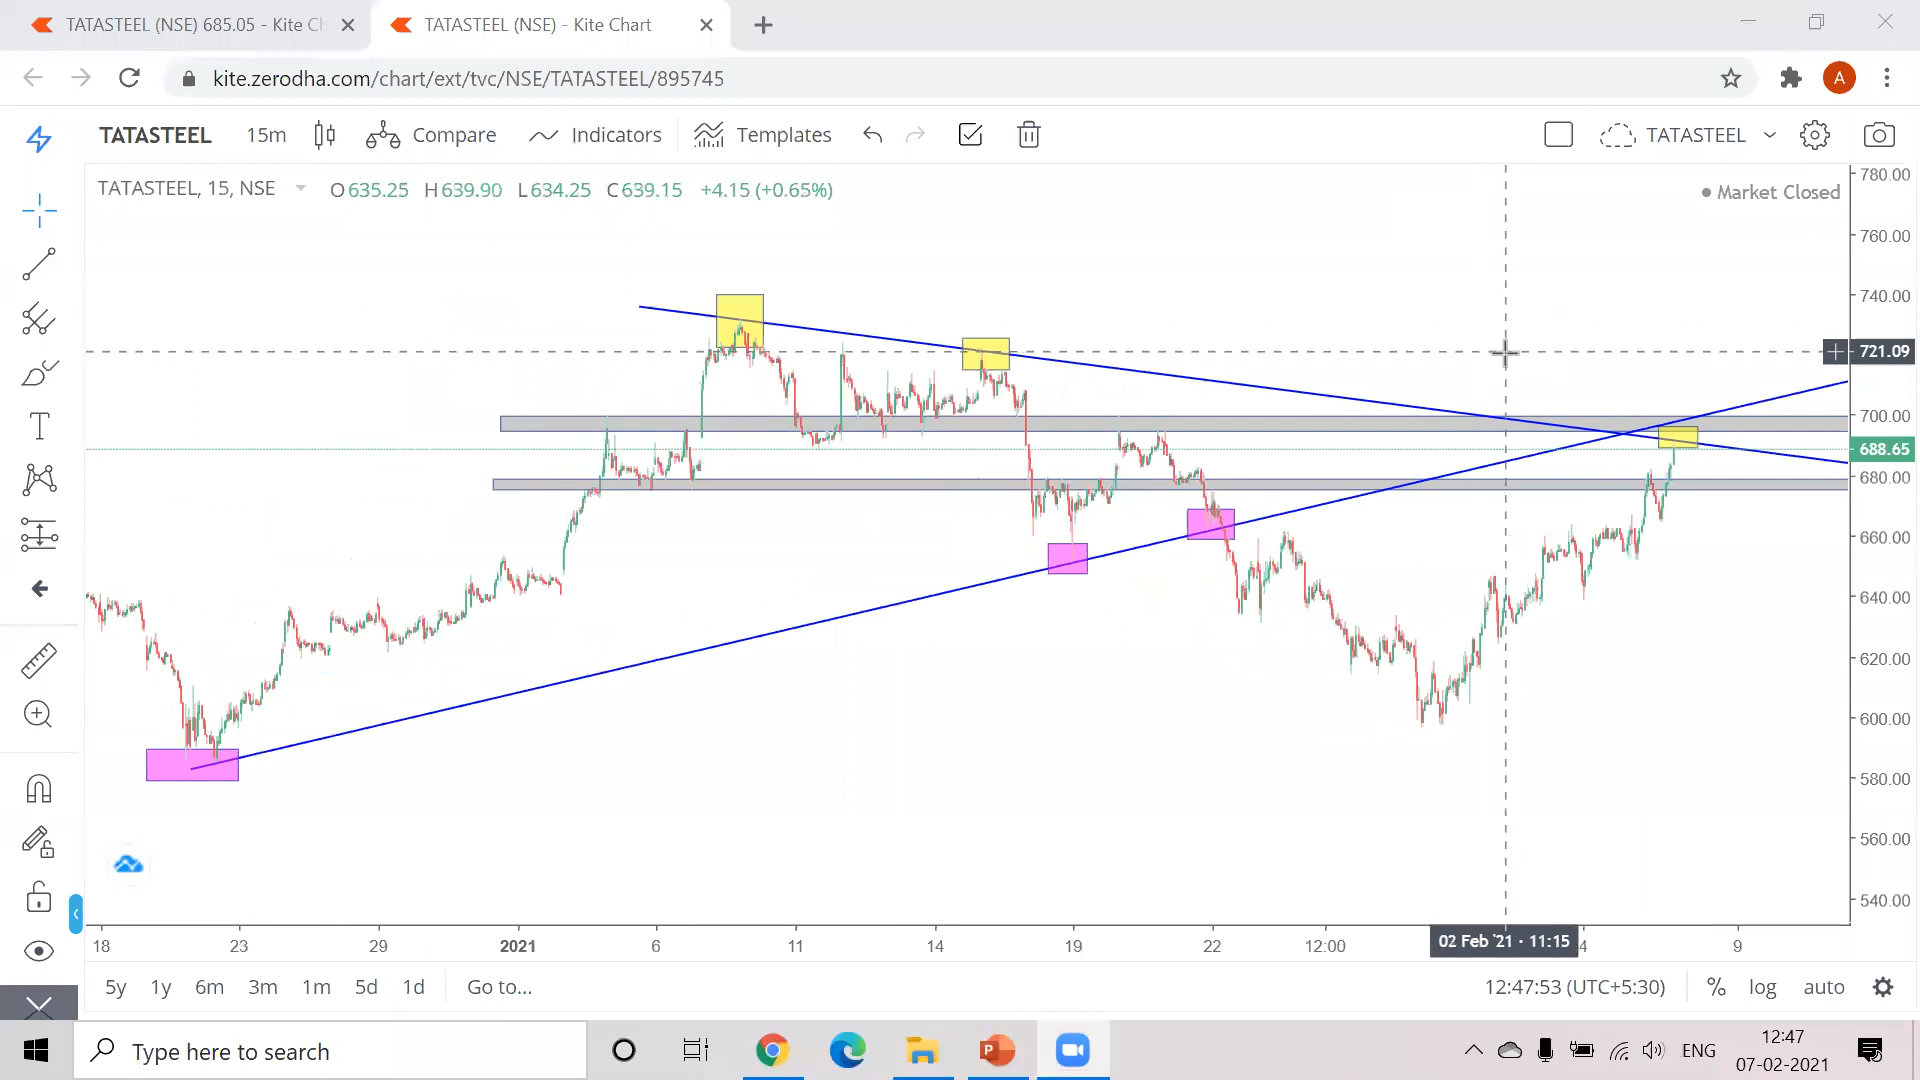 TATASTEEL (NSE) 685.05 - Kite Ch
TATASTEEL (NSE) - Kite Chart
kite.zerodha.com/chart/ext/tvc/NSE/TATASTEEL/895745
A
TATASTEEL 15m Compare Indicators Templates TATASTEEL
TATASTEEL, 15, NSE O635.25 H639.90 L634.25 C639.15 +4.15 (+0.65%)
Market Closed
780.00
760.00
740.00
721.09
700.00
688.65
680.00
660.00
640.00
620.00
600.00
580.00
560.00
540.00
T
18 23 29 2021 6 11 14 19 22 12:00 02 Feb '21 · 11:15 4 9
5y 1y 6m 3m 1m 5d 1d Go to... 12:47:53 (UTC+5:30) % log auto
Type here to search
P
ENG
12:47
07-02-2021